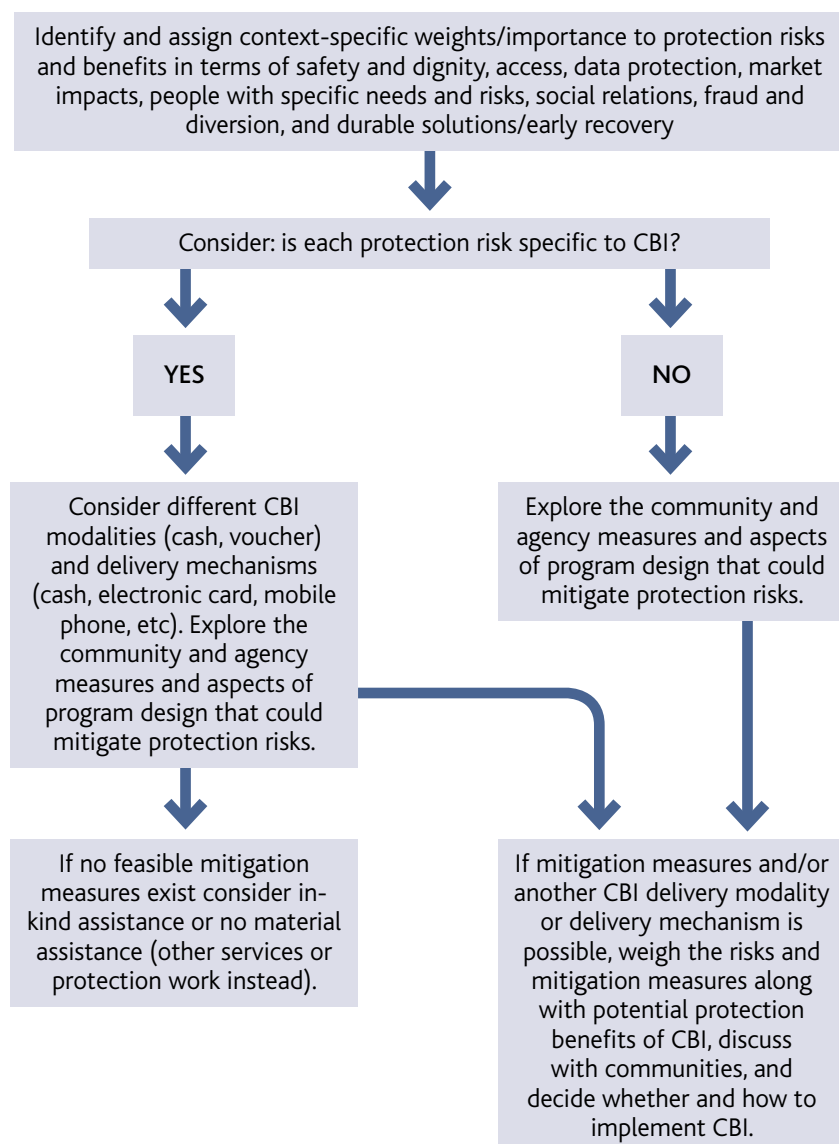 Identify and assign context-specific weights/importance to protection risks
and benefits in terms of safety and dignity, access, data protection, market
impacts, people with specific needs and risks, social relations, fraud and
diversion, and durable solutions/early recovery
Consider: is each protection risk specific to CBI?
YES
NO
Consider different CBI
modalities (cash, voucher)
and delivery mechanisms
(cash, electronic card, mobile
phone, etc). Explore the
community and agency
measures and aspects of
program design that could
mitigate protection risks.
Explore the community and
agency measures and aspects
of program design that could
mitigate protection risks.
If no feasible mitigation
measures exist consider in-
kind assistance or no material
assistance (other services or
protection work instead).
If mitigation measures and/or
another CBI delivery modality
or delivery mechanism is
possible, weigh the risks and
mitigation measures along
with potential protection
benefits of CBI, discuss
with communities, and
decide whether and how to
implement CBI.